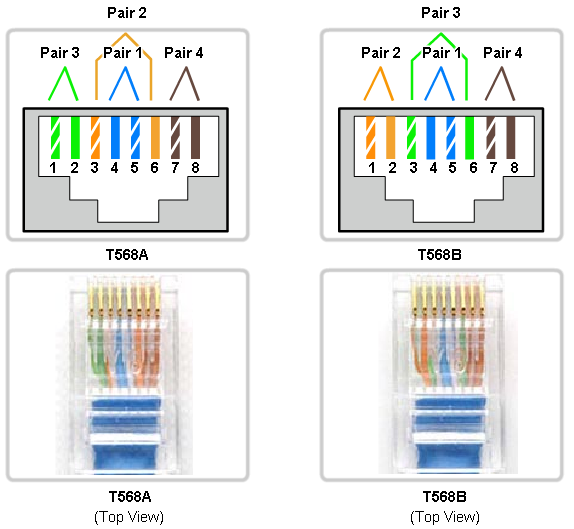 Pair 2
Pair 3 Pair 1 Pair 4
1 2 3 4 5 6 7 8
T568A
Pair 3
Pair 2 Pair 1 Pair 4
1 2 3 4 5 6 7 8
T568B
T568A
(Top View)
T568B
(Top View)